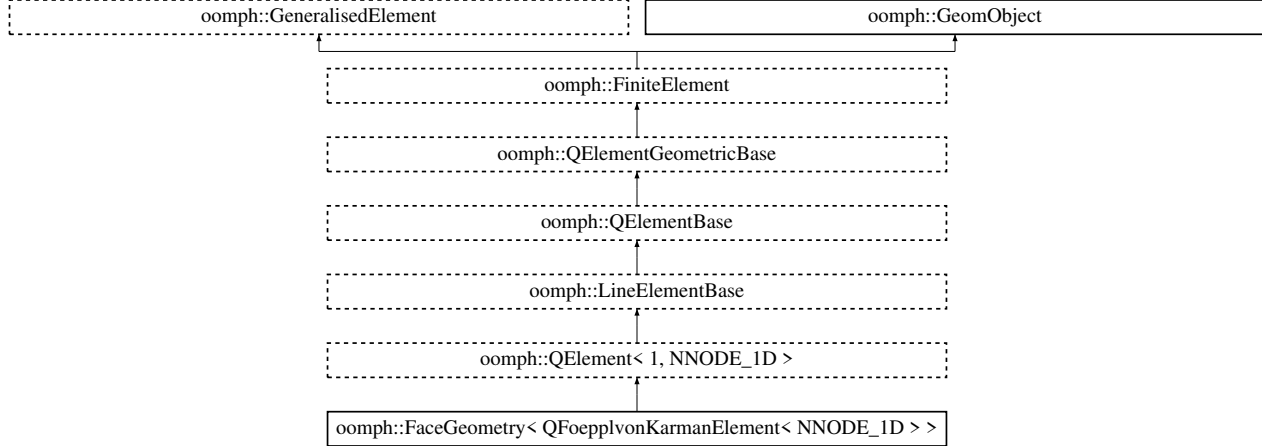 oomph::GeneralisedElement
oomph::GeomObject
oomph::FiniteElement
oomph::QElementGeometricBase
oomph::QElementBase
oomph::LineElementBase
oomph::QElement< 1, NNODE_1D >
oomph::FaceGeometry< QFoepplvonKarmanElement< NNODE_1D > >